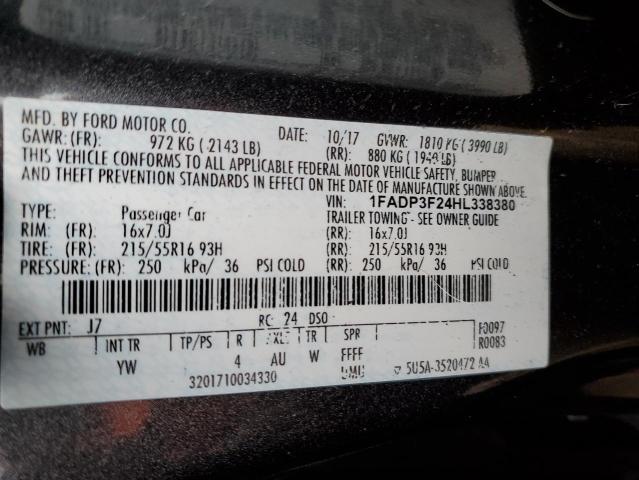 MFD. BY FORD MOTOR CO. DATE: 10/17 GVWR: 1810 KG ( 3990 LB)
GAWR: (FR): 972 KG ( 2143 LB) (RR): 880 KG ( LB)
THIS VEHICLE CONFORMS TO ALL APPLICABLE FEDERAL MOTOR VEHICLE SAFETY, BUMPER
AND THEFT PREVENTION STANDARDS IN EFFECT ON THE DATE OF MANUFACTURE SHOWN ABOVE.
VIN: 1FADP3F24HL338380
TYPE: Passenger Car TRAILER TOWING - SEE OWNER GUIDE
RIM: (FR) 16x7.0J (RR): 16x7.0J
TIRE: (FR) 215/55R16 93H (RR): 215/55R16 93H
PRESSURE: (FR) 250 kPa/ 36 PSI COLD (RR): 250 kPa/ 36 PSI COLD
EXT PNT: J7 RC: 24 DSO:
WB INT TR TP/PS R AXLE TR SPR F0097
YW 4 AU W FFFF R0083
3201710034330 5U5A-3520472 AA